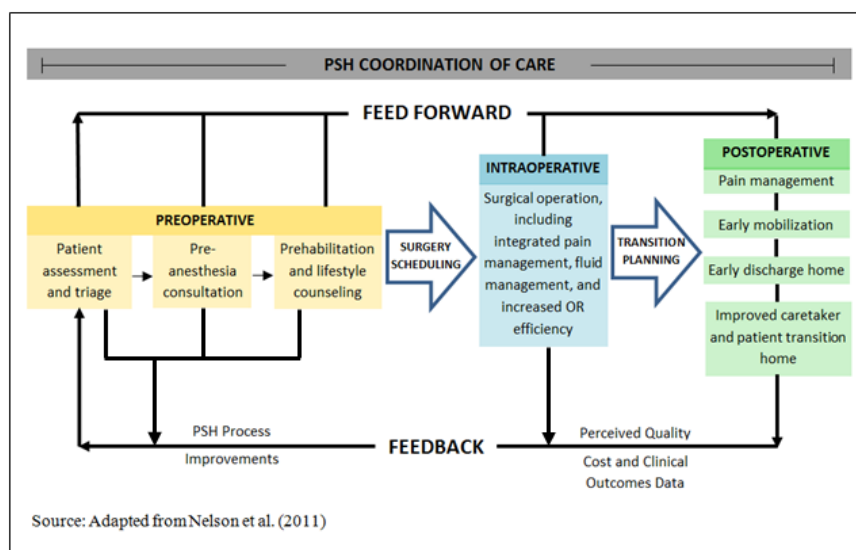 PSH COORDINATION OF CARE
FEED FORWARD
PREOPERATIVE
Patient
assessment
and triage
Pre-
anesthesia
consultation
Prehabilitation
and lifestyle
counseling
SURGERY
SCHEDULING
INTRAOPERATIVE
Surgical operation,
including
integrated pain
management, fluid
management, and
increased OR
efficiency
TRANSITION
PLANNING
POSTOPERATIVE
Pain management
Early mobilization
Early discharge home
Improved caretaker
and patient transition
home
PSH Process
Improvements
FEEDBACK
Perceived Quality
Cost and Clinical
Outcomes Data
Source: Adapted from Nelson et al. (2011)